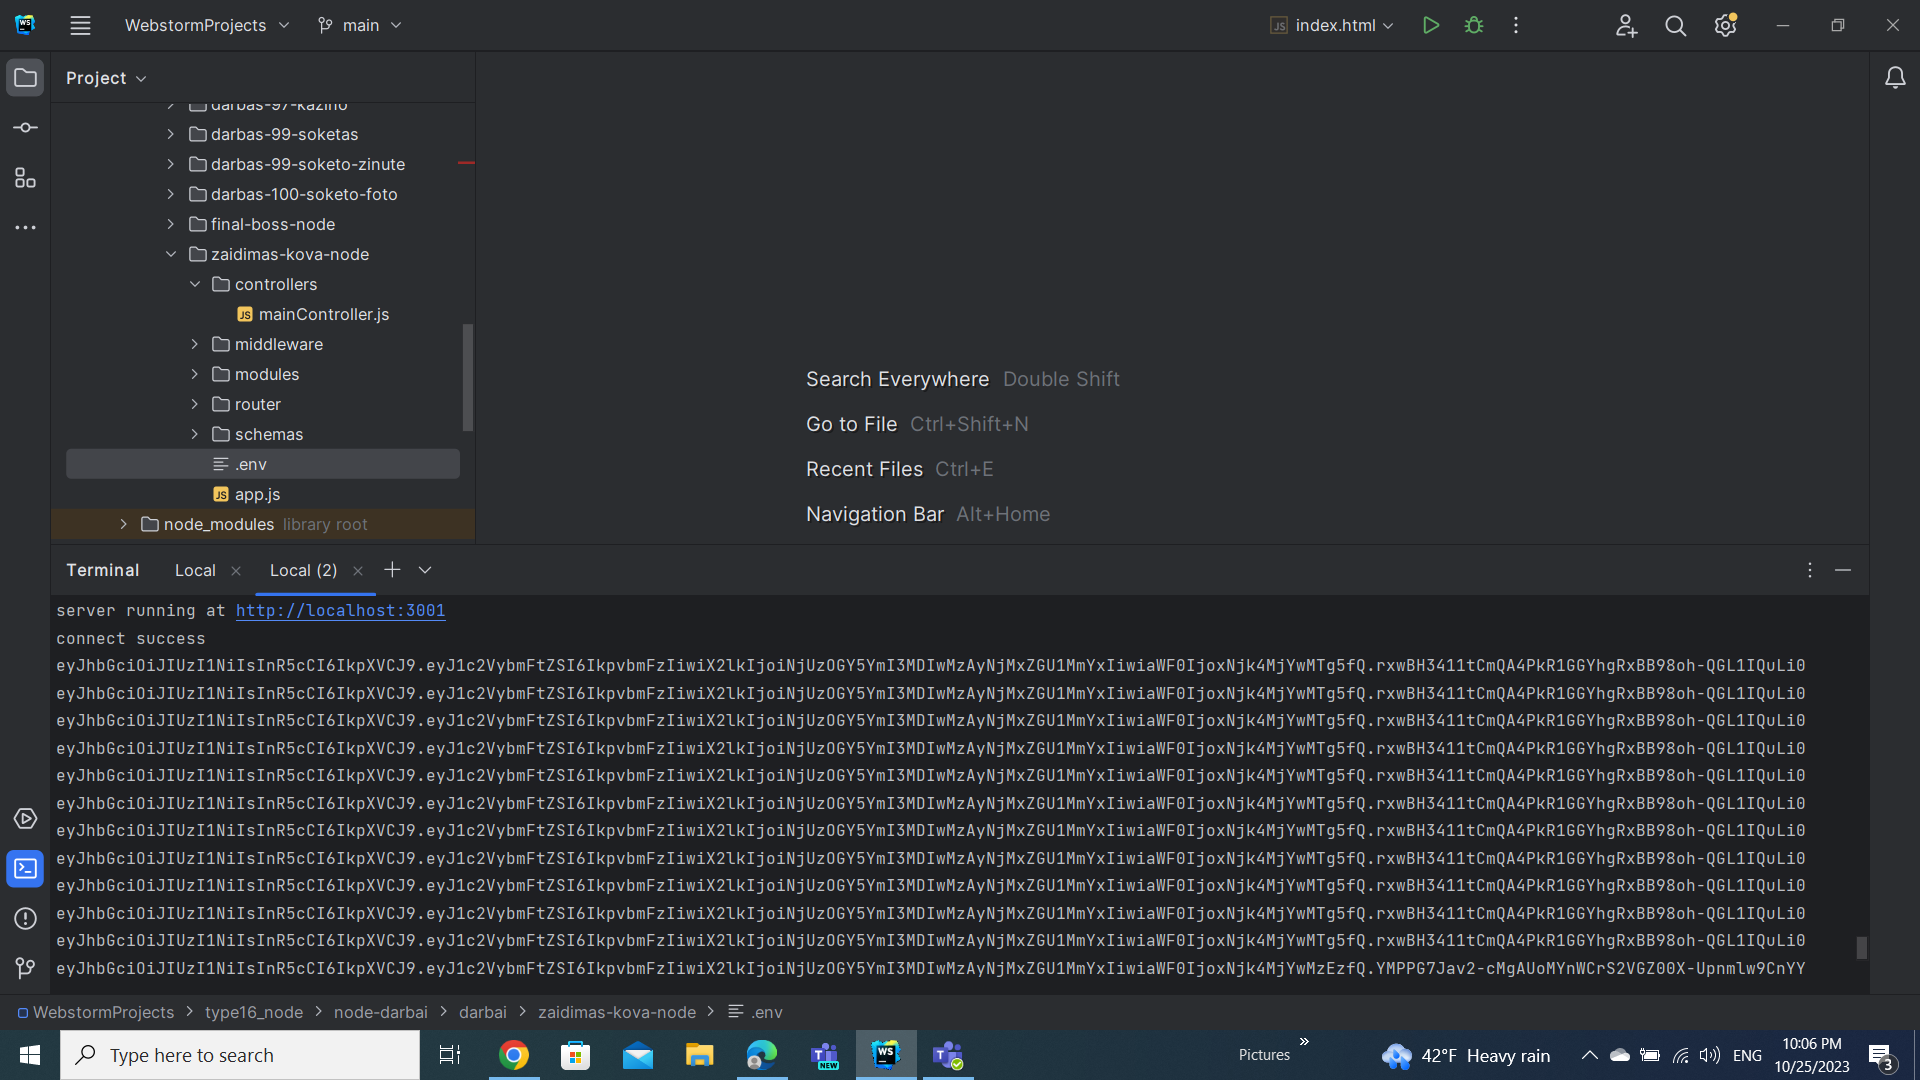 WebstormProjects
main
index.html
Project
darbas-97-kazino
darbas-99-soketas
darbas-99-soketo-zinute
darbas-100-soketo-foto
final-boss-node
zaidimas-kova-node
controllers
mainController.js
middleware
modules
router
schemas
.env
app.js
node_modules library root
Search Everywhere Double Shift
Go to File Ctrl+Shift+N
Recent Files Ctrl+E
Navigation Bar Alt+Home
Terminal Local Local (2)
server running at http://localhost:3001
connect success
eyJhbGciOiJIUzI1NiIsInR5cCI6IkpXVCJ9.eyJ1c2VybmFtZSI6IkpvbmFzIiwiX2lkIjoiNjUzOGY5YmI3MDIwMzAyNjMxZGU1MmYxIiwiaWF0IjoxNjk4MjYwMTg5fQ.rxwBH3411tCmQA4PkR1GGYhgRxBB98oh-QGL1IQuLi0
eyJhbGciOiJIUzI1NiIsInR5cCI6IkpXVCJ9.eyJ1c2VybmFtZSI6IkpvbmFzIiwiX2lkIjoiNjUzOGY5YmI3MDIwMzAyNjMxZGU1MmYxIiwiaWF0IjoxNjk4MjYwMTg5fQ.rxwBH3411tCmQA4PkR1GGYhgRxBB98oh-QGL1IQuLi0
eyJhbGciOiJIUzI1NiIsInR5cCI6IkpXVCJ9.eyJ1c2VybmFtZSI6IkpvbmFzIiwiX2lkIjoiNjUzOGY5YmI3MDIwMzAyNjMxZGU1MmYxIiwiaWF0IjoxNjk4MjYwMTg5fQ.rxwBH3411tCmQA4PkR1GGYhgRxBB98oh-QGL1IQuLi0
eyJhbGciOiJIUzI1NiIsInR5cCI6IkpXVCJ9.eyJ1c2VybmFtZSI6IkpvbmFzIiwiX2lkIjoiNjUzOGY5YmI3MDIwMzAyNjMxZGU1MmYxIiwiaWF0IjoxNjk4MjYwMTg5fQ.rxwBH3411tCmQA4PkR1GGYhgRxBB98oh-QGL1IQuLi0
eyJhbGciOiJIUzI1NiIsInR5cCI6IkpXVCJ9.eyJ1c2VybmFtZSI6IkpvbmFzIiwiX2lkIjoiNjUzOGY5YmI3MDIwMzAyNjMxZGU1MmYxIiwiaWF0IjoxNjk4MjYwMTg5fQ.rxwBH3411tCmQA4PkR1GGYhgRxBB98oh-QGL1IQuLi0
eyJhbGciOiJIUzI1NiIsInR5cCI6IkpXVCJ9.eyJ1c2VybmFtZSI6IkpvbmFzIiwiX2lkIjoiNjUzOGY5YmI3MDIwMzAyNjMxZGU1MmYxIiwiaWF0IjoxNjk4MjYwMTg5fQ.rxwBH3411tCmQA4PkR1GGYhgRxBB98oh-QGL1IQuLi0
eyJhbGciOiJIUzI1NiIsInR5cCI6IkpXVCJ9.eyJ1c2VybmFtZSI6IkpvbmFzIiwiX2lkIjoiNjUzOGY5YmI3MDIwMzAyNjMxZGU1MmYxIiwiaWF0IjoxNjk4MjYwMTg5fQ.rxwBH3411tCmQA4PkR1GGYhgRxBB98oh-QGL1IQuLi0
eyJhbGciOiJIUzI1NiIsInR5cCI6IkpXVCJ9.eyJ1c2VybmFtZSI6IkpvbmFzIiwiX2lkIjoiNjUzOGY5YmI3MDIwMzAyNjMxZGU1MmYxIiwiaWF0IjoxNjk4MjYwMTg5fQ.rxwBH3411tCmQA4PkR1GGYhgRxBB98oh-QGL1IQuLi0
eyJhbGciOiJIUzI1NiIsInR5cCI6IkpXVCJ9.eyJ1c2VybmFtZSI6IkpvbmFzIiwiX2lkIjoiNjUzOGY5YmI3MDIwMzAyNjMxZGU1MmYxIiwiaWF0IjoxNjk4MjYwMTg5fQ.rxwBH3411tCmQA4PkR1GGYhgRxBB98oh-QGL1IQuLi0
eyJhbGciOiJIUzI1NiIsInR5cCI6IkpXVCJ9.eyJ1c2VybmFtZSI6IkpvbmFzIiwiX2lkIjoiNjUzOGY5YmI3MDIwMzAyNjMxZGU1MmYxIiwiaWF0IjoxNjk4MjYwMTg5fQ.rxwBH3411tCmQA4PkR1GGYhgRxBB98oh-QGL1IQuLi0
eyJhbGciOiJIUzI1NiIsInR5cCI6IkpXVCJ9.eyJ1c2VybmFtZSI6IkpvbmFzIiwiX2lkIjoiNjUzOGY5YmI3MDIwMzAyNjMxZGU1MmYxIiwiaWF0IjoxNjk4MjYwMTg5fQ.rxwBH3411tCmQA4PkR1GGYhgRxBB98oh-QGL1IQuLi0
eyJhbGciOiJIUzI1NiIsInR5cCI6IkpXVCJ9.eyJ1c2VybmFtZSI6IkpvbmFzIiwiX2lkIjoiNjUzOGY5YmI3MDIwMzAyNjMxZGU1MmYxIiwiaWF0IjoxNjk4MjYwMzEzfQ.YMPPG7Jav2-cMgAUoMYnWCrS2VGZ00X-Upnmlw9CnYY
WebstormProjects > type16_node > node-darbai > darbai > zaidimas-kova-node > .env
Type here to search
Pictures
42°F Heavy rain
ENG
10:06 PM
10/25/2023
3